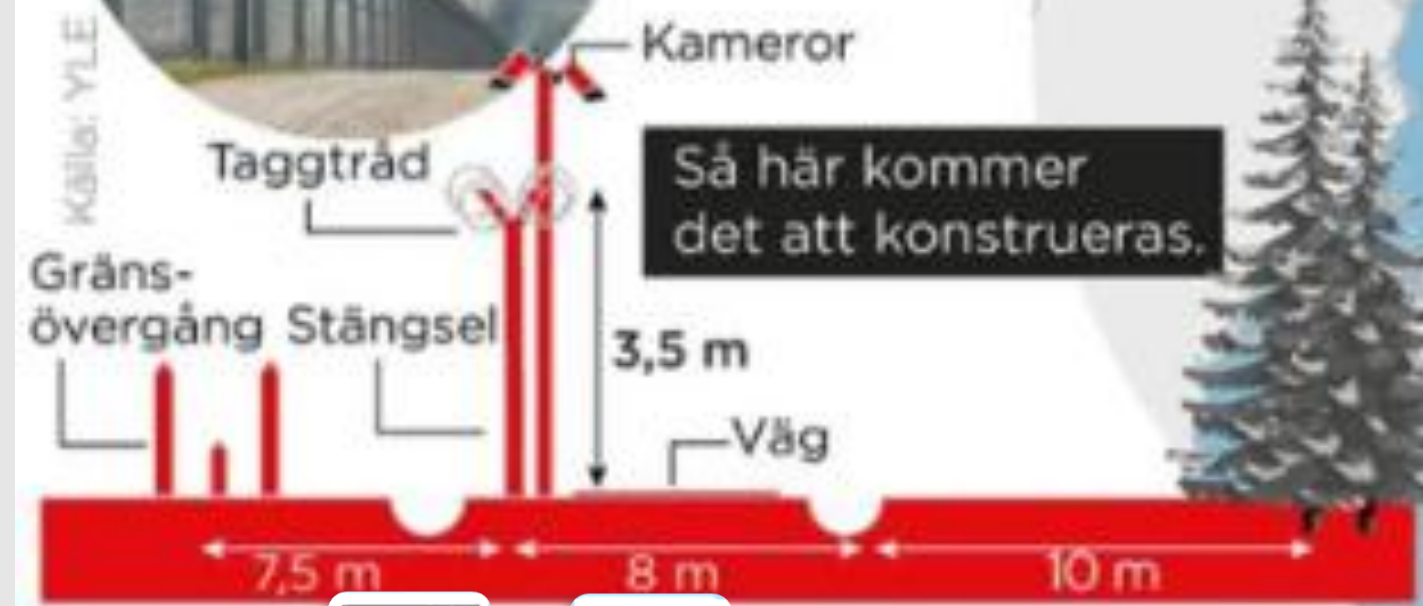 Kameror
Källa: YLE
Taggtråd
Så här kommer
det att konstrueras.
Gräns-
övergång
Stängsel
3,5 m
Väg
7,5 m
8 m
10 m